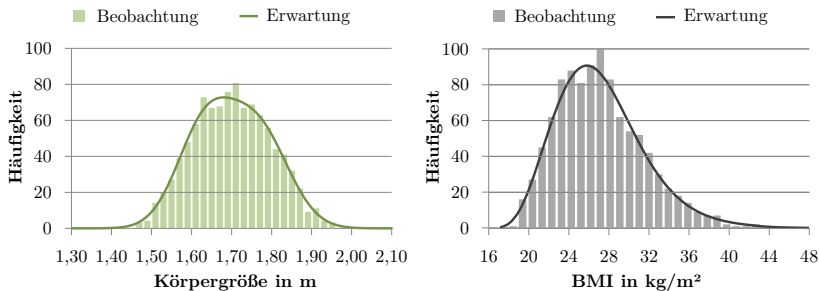 Beobachtung Erwartung
Häufigkeit
100
80
60
40
20
0
1,30 1,40 1,50 1,60 1,70 1,80 1,90 2,00 2,10
Körpergröße in m
Beobachtung Erwartung
Häufigkeit
100
80
60
40
20
0
16 20 24 28 32 36 40 44 48
BMI in kg/m²